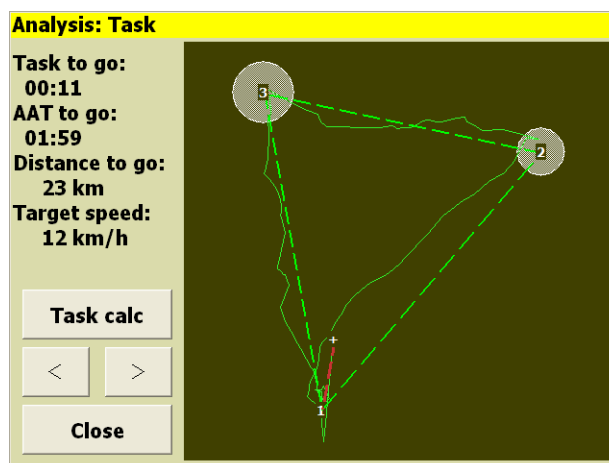 Analysis: Task
Task to go:
00:11
AAT to go:
01:59
Distance to go:
23 km
Target speed:
12 km/h
Task calc
< >
Close
3
2
+
1